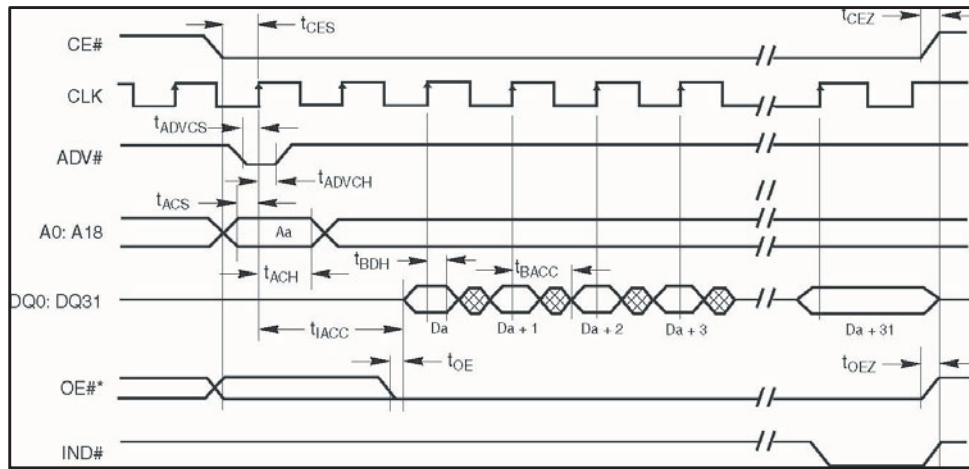 tCES
tCEZ
CE#
CLK
tADVCS
ADV#
tADVCH
tACS
A0: A18
Aa
tACH
tBDH
tBACC
DQ0: DQ31
Da
Da + 1
Da + 2
Da + 3
Da + 31
tIACC
tOE
tOEZ
OE#*
IND#